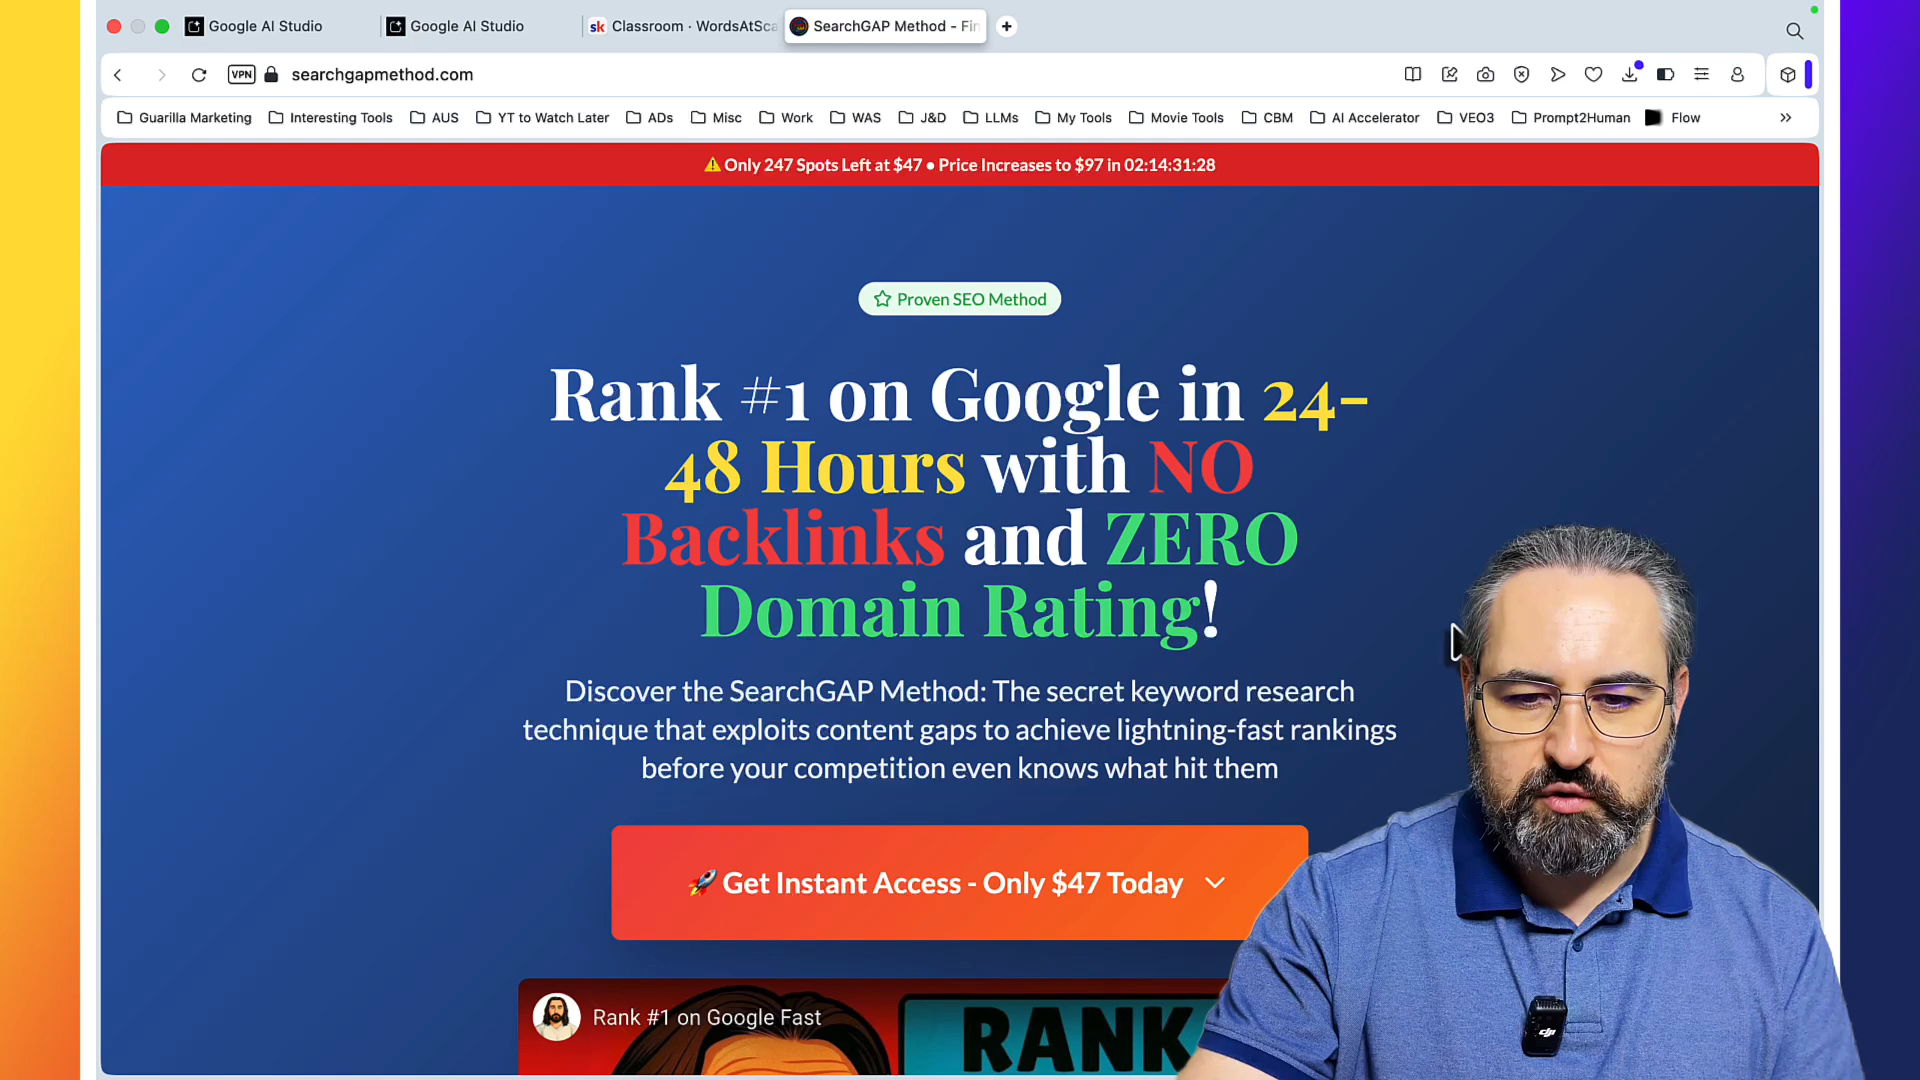 Google AI Studio
Google AI Studio
sk Classroom · WordsAtSca
SearchGAP Method - Fin
VPN searchgapmethod.com
Guarilla Marketing Interesting Tools AUS YT to Watch Later ADs Misc Work WAS J&D LLMs My Tools Movie Tools CBM AI Accelerator VEO3 Prompt2Human Flow
⚠️ Only 247 Spots Left at $47 • Price Increases to $97 in 02:14:31:28
Proven SEO Method
Rank #1 on Google in 24-
48 Hours with NO
Backlinks and ZERO
Domain Rating!
Discover the SearchGAP Method: The secret keyword research
technique that exploits content gaps to achieve lightning-fast rankings
before your competition even knows what hit them
🚀 Get Instant Access - Only $47 Today
Rank #1 on Google Fast
RANK
dji